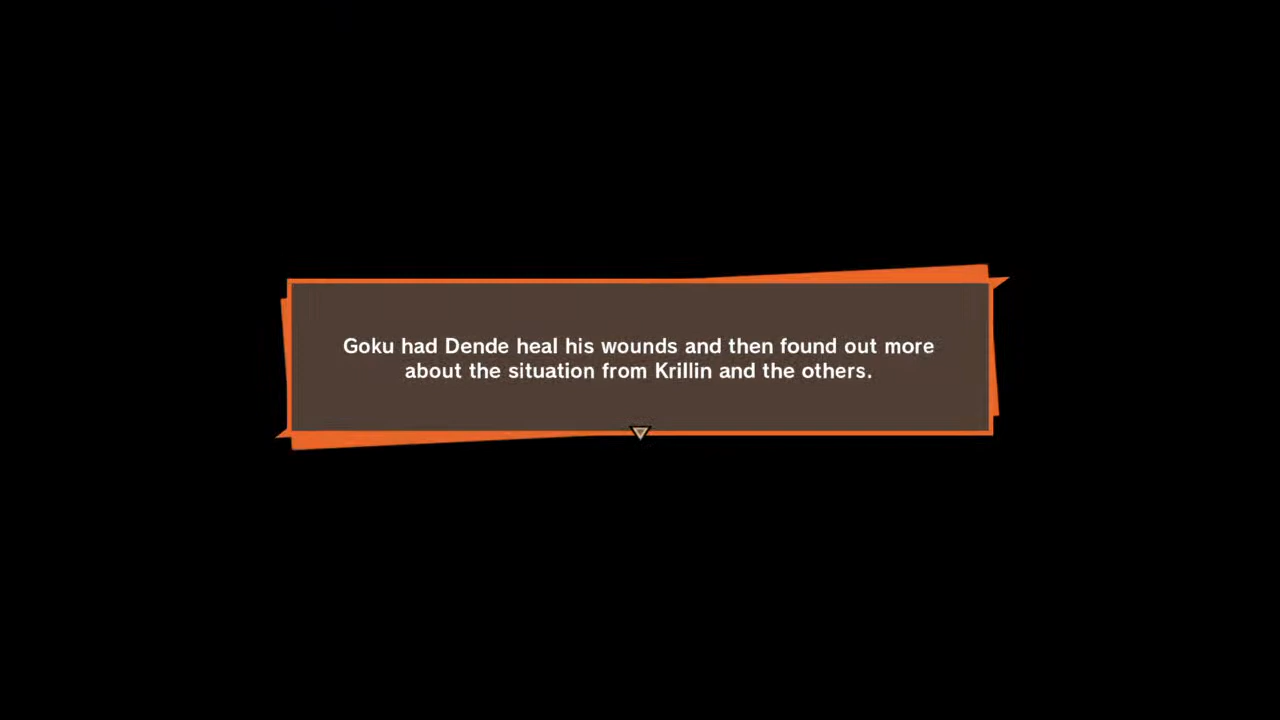 Goku had Dende heal his wounds and then found out more
about the situation from Krillin and the others.